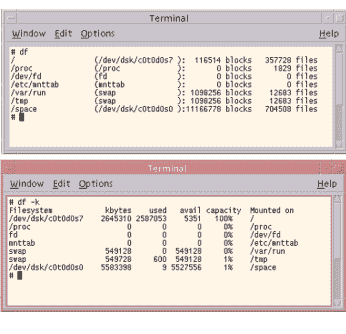 Terminal
Window Edit Options Help
# df
/ (/dev/dsk/c0t0d0s7 ): 116514 blocks 357728 files
/proc (/proc ): 0 blocks 1829 files
/dev/fd (fd ): 0 blocks 0 files
/etc/mnttab (mnttab ): 0 blocks 0 files
/var/run (swap ): 1098256 blocks 12683 files
/tmp (swap ): 1098256 blocks 12683 files
/space (/dev/dsk/c0t0d0s0 ):11166778 blocks 704508 files
#
Terminal
Window Edit Options Help
# df -k
Filesystem kbytes used avail capacity Mounted on
/dev/dsk/c0t0d0s7 2645310 2587053 5351 100% /
/proc 0 0 0 0% /proc
fd 0 0 0 0% /dev/fd
mnttab 0 0 0 0% /etc/mnttab
swap 549128 0 549128 0% /var/run
swap 549728 600 549128 1% /tmp
/dev/dsk/c0t0d0s0 5583398 9 5527556 1% /space
#